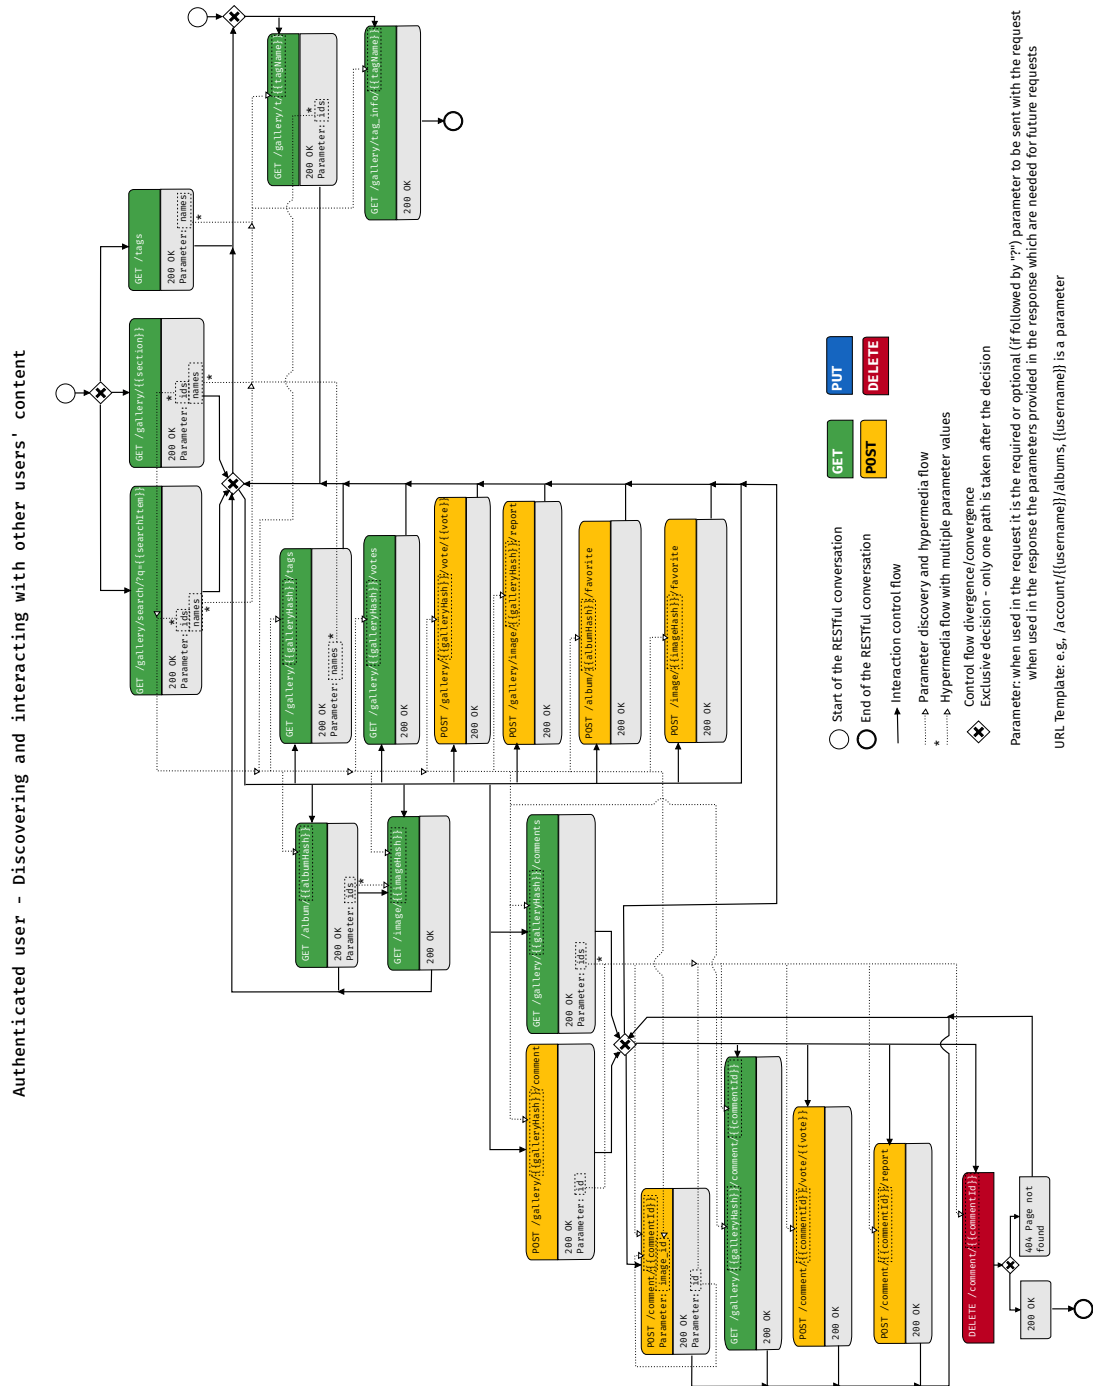 Authenticated user - Discovering and interacting with other users' content
GET /gallery/search/?q={{searchItem}}
200 OK
Parameter: ids
names
*
*
GET /gallery/{{section}}
200 OK
Parameter: ids
names
*
*
GET /tags
200 OK
Parameter: names
*
GET /gallery/t/{{tagName}}
200 OK
Parameter: ids
*
GET /gallery/tag_info/{{tagName}}
200 OK
GET /gallery/{{galleryHash}}/tags
200 OK
Parameter: names
*
GET /gallery/{{galleryHash}}/votes
200 OK
POST /gallery/{{galleryHash}}/vote/{{vote}}
200 OK
POST /gallery/image/{{galleryHash}}/report
200 OK
POST /album/{{albumHash}}/favorite
200 OK
POST /image/{{imageHash}}/favorite
200 OK
GET /album/{{albumHash}}
200 OK
Parameter: ids
*
GET /image/{{imageHash}}
200 OK
GET /gallery/{{galleryHash}}/comments
200 OK
Parameter: ids
*
POST /gallery/{{galleryHash}}/comment
200 OK
Parameter: id
POST /comment/{{commentId}}
Parameter: image_id
200 OK
Parameter: id
GET /gallery/{{galleryHash}}/comment/{{commentId}}
200 OK
POST /comment/{{commentId}}/vote/{{vote}}
200 OK
POST /comment/{{commentId}}/report
200 OK
DELETE /comment/{{commentId}}
200 OK
404 Page not
found
Start of the RESTful conversation
End of the RESTful conversation
Interaction control flow
Parameter discovery and hypermedia flow
* Hypermedia flow with multiple parameter values
Control flow divergence/convergence
Exclusive decision - only one path is taken after the decision
GET
PUT
POST
DELETE
Parameter: when used in the request it is the required or optional (if followed by "?") parameter to be sent with the request
when used in the response the parameters provided in the response which are needed for future requests
URL Template: e.g., /account/{{username}}/albums, {{username}} is a parameter